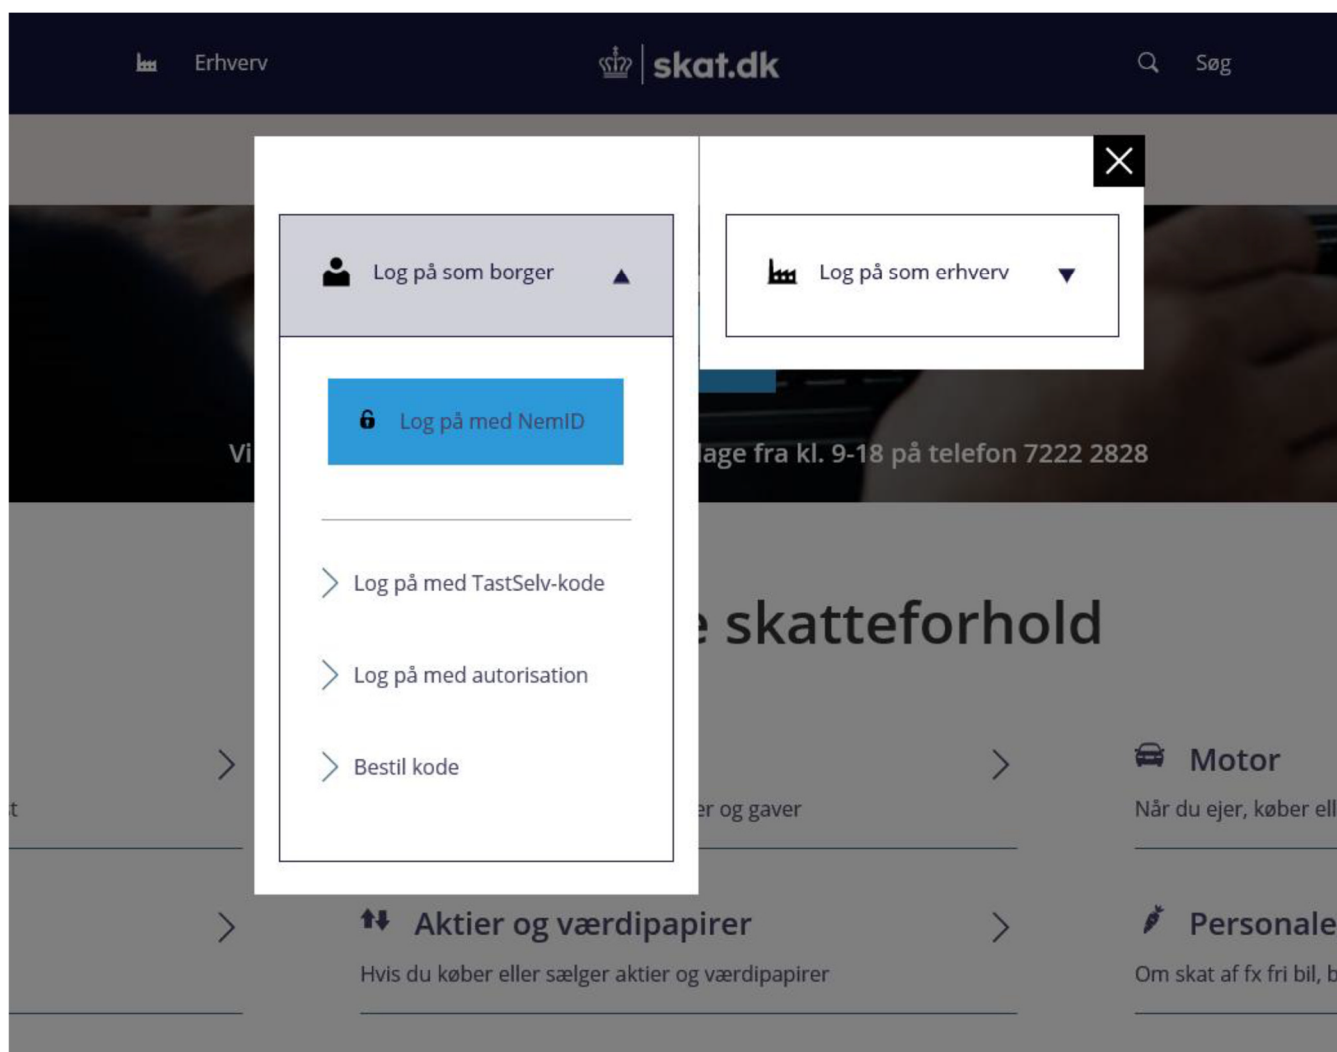 Erhverv
skat.dk
Søg
Log på som borger
Log på som erhverv
Log på med NemID
Vi
lage fra kl. 9-18 på telefon 7222 2828
Log på med TastSelv-kode
e skatteforhold
Log på med autorisation
Bestil kode
Motor
t
er og gaver
Når du ejer, køber ell
Aktier og værdipapirer
Personale
Hvis du køber eller sælger aktier og værdipapirer
Om skat af fx fri bil, b